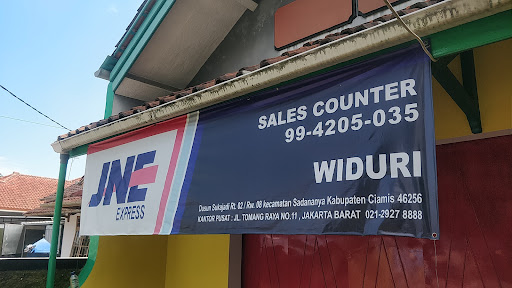 JNE
EXPRESS
SALES COUNTER
99-4205-035
WIDURI
Dusun Sukajadi Rt. 02 / Rw. 08 kecamatan Sadananya Kabupaten Ciamis 46256
KANTOR PUSAT : JL. TOMANG RAYA NO.11 , JAKARTA BARAT 021-2927 8888